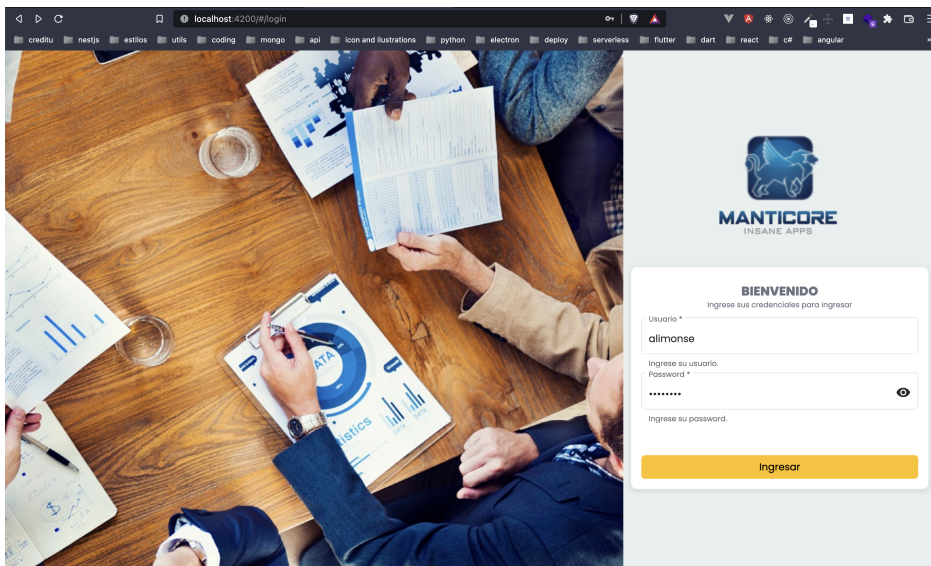 localhost:4200/#/login
creditu nestjs estilos utils coding mongo api icon and ilustrations python electron deploy serverless flutter dart react c# angular
MANTICORE
INSANE APPS
BIENVENIDO
Ingrese sus credenciales para ingresar
Usuario *
alimonse
Ingrese su usuario.
Password *
••••••••
Ingrese su password.
Ingresar
DATA